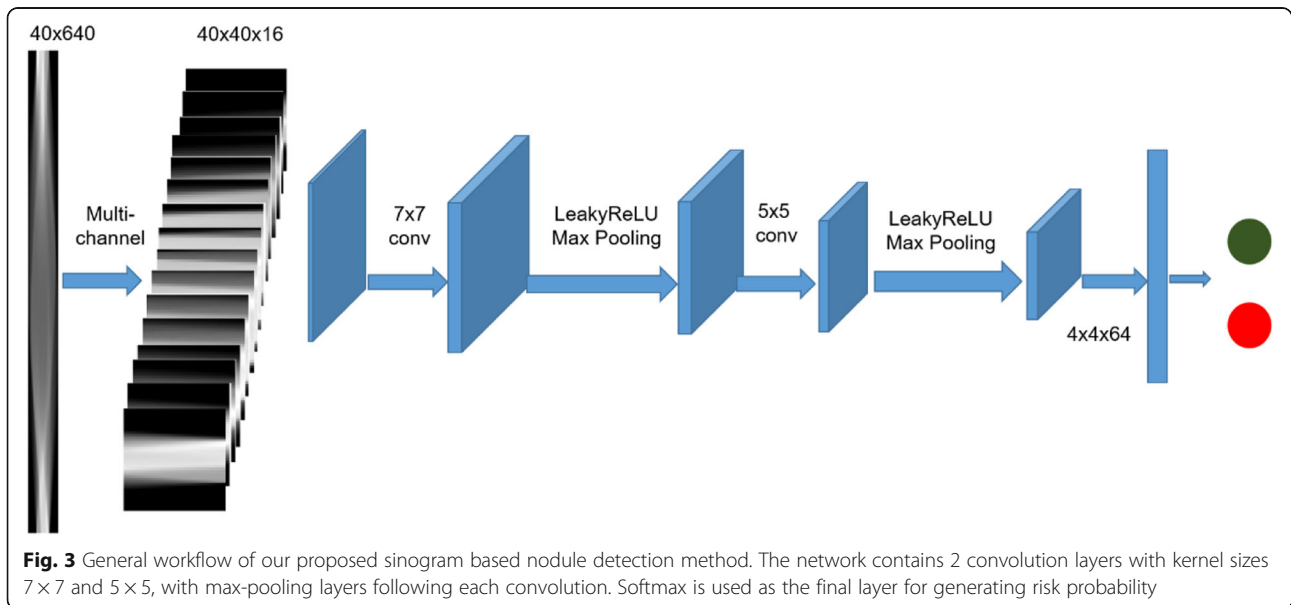 40x640
40x40x16
Multi-
channel
7x7
conv
LeakyReLU
Max Pooling
5x5
conv
LeakyReLU
Max Pooling
4x4x64
Fig. 3 General workflow of our proposed sinogram based nodule detection method. The network contains 2 convolution layers with kernel sizes
7 × 7 and 5 × 5, with max-pooling layers following each convolution. Softmax is used as the final layer for generating risk probability